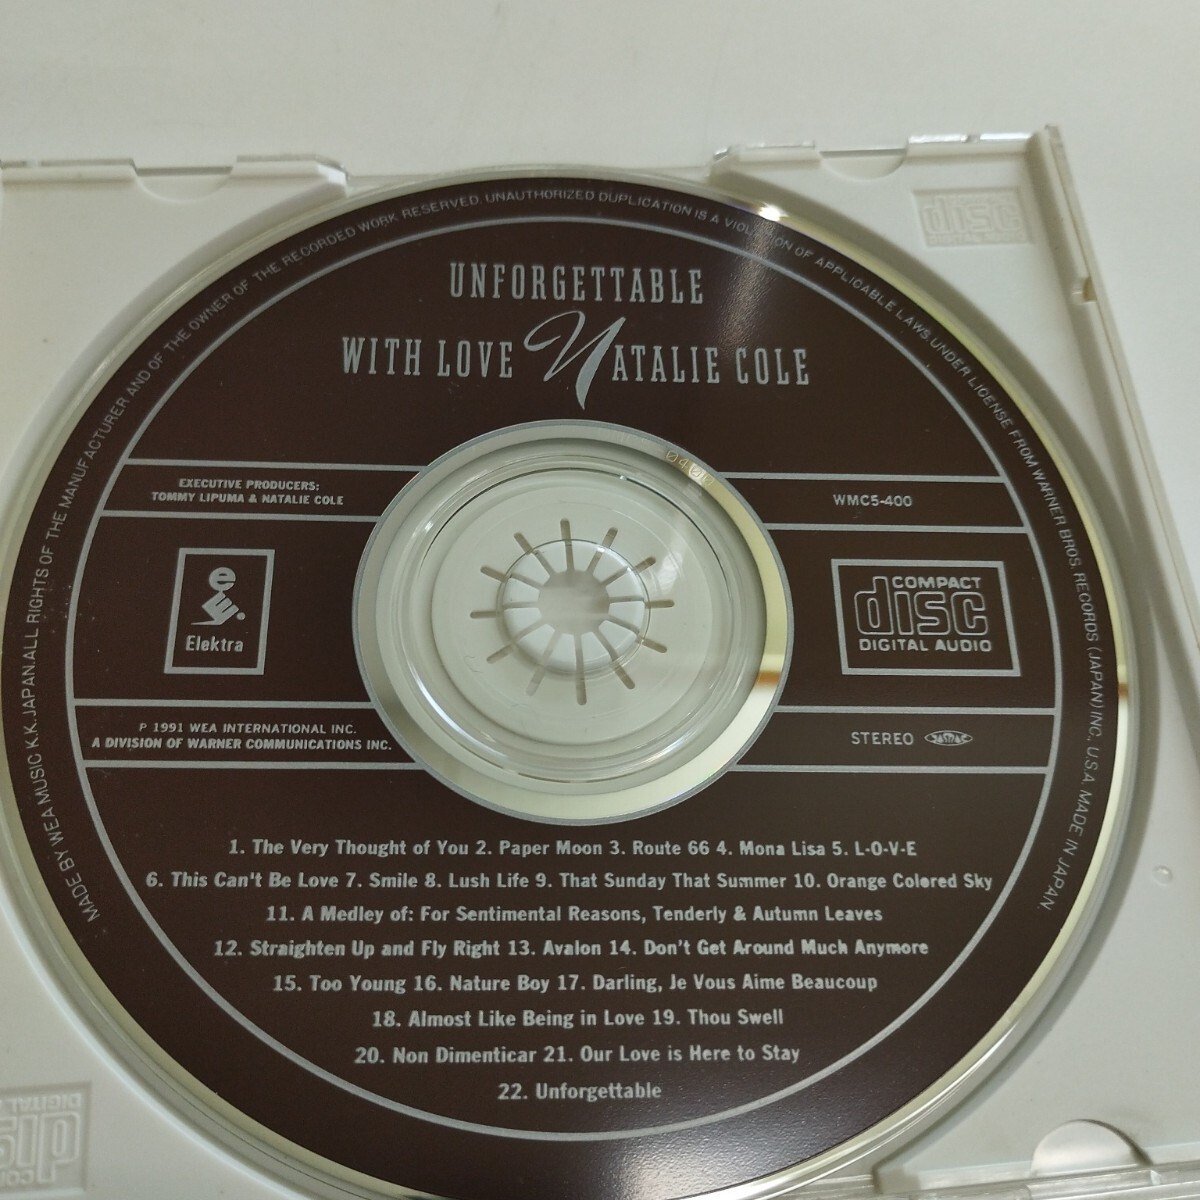 UNFORGETTABLE
WITH LOVE NATALIE COLE
EXECUTIVE PRODUCERS:
TOMMY LIPUMA & NATALIE COLE
WMC5-400
e
Elektra
COMPACT
disc
DIGITAL AUDIO
P 1991 WEA INTERNATIONAL INC.
A DIVISION OF WARNER COMMUNICATIONS INC.
STEREO
1. The Very Thought of You 2. Paper Moon 3. Route 66 4. Mona Lisa 5. L-O-V-E
6. This Can't Be Love 7. Smile 8. Lush Life 9. That Sunday That Summer 10. Orange Colored Sky
11. A Medley of: For Sentimental Reasons, Tenderly & Autumn Leaves
12. Straighten Up and Fly Right 13. Avalon 14. Don't Get Around Much Anymore
15. Too Young 16. Nature Boy 17. Darling, Je Vous Aime Beaucoup
18. Almost Like Being in Love 19. Thou Swell
20. Non Dimenticar 21. Our Love is Here to Stay
22. Unforgettable
MADE BY WEA MUSIC K.K. JAPAN. ALL RIGHTS OF THE MANUFACTURER AND OF THE OWNER OF THE RECORDED WORK RESERVED. UNAUTHORIZED DUPLICATION IS A VIOLATION OF APPLICABLE LAWS. UNDER LICENSE FROM WARNER BROS. RECORDS (JAPAN) INC., U.S.A. MADE IN JAPAN.
disc
DIGITAL
disc